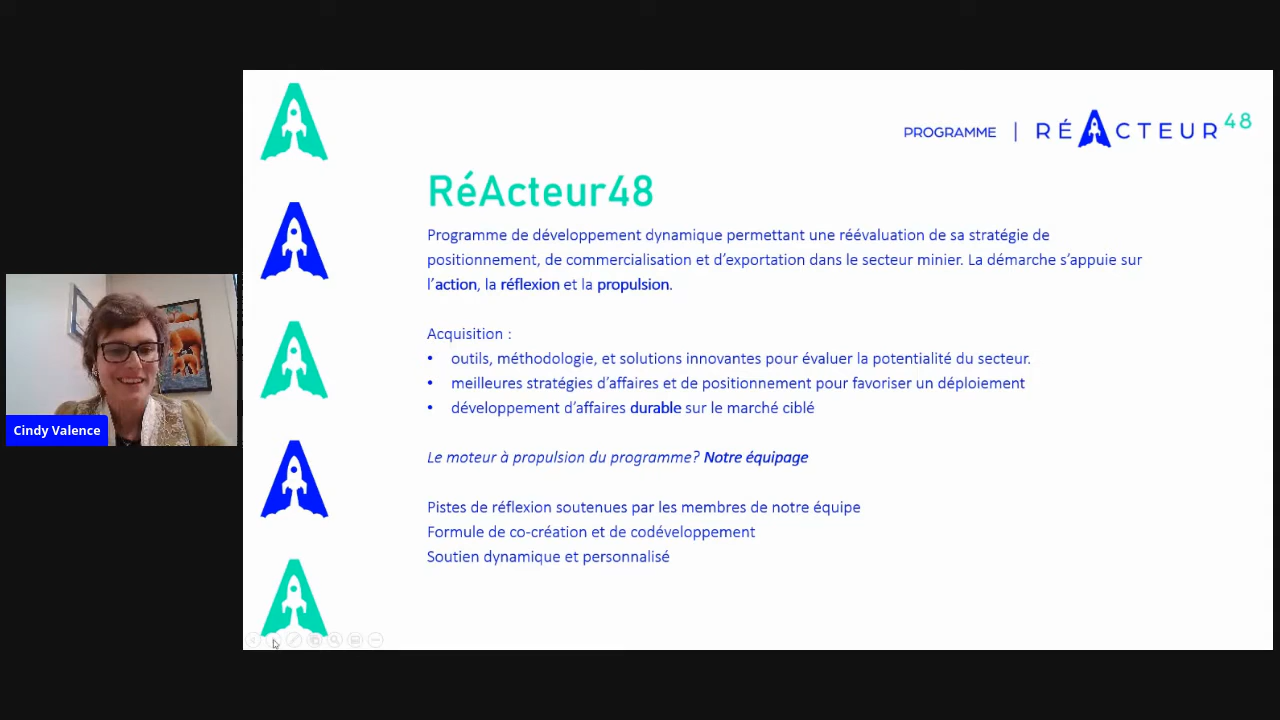 PROGRAMME | RÉACTEUR48
RéActeur48
Programme de développement dynamique permettant une réévaluation de sa stratégie de
positionnement, de commercialisation et d’exportation dans le secteur minier. La démarche s’appuie sur
l’action, la réflexion et la propulsion.
Acquisition :
• outils, méthodologie, et solutions innovantes pour évaluer la potentialité du secteur.
• meilleures stratégies d’affaires et de positionnement pour favoriser un déploiement
• développement d’affaires durable sur le marché ciblé
Le moteur à propulsion du programme? Notre équipage
Pistes de réflexion soutenues par les membres de notre équipe
Formule de co-création et de codéveloppement
Soutien dynamique et personnalisé
Cindy Valence